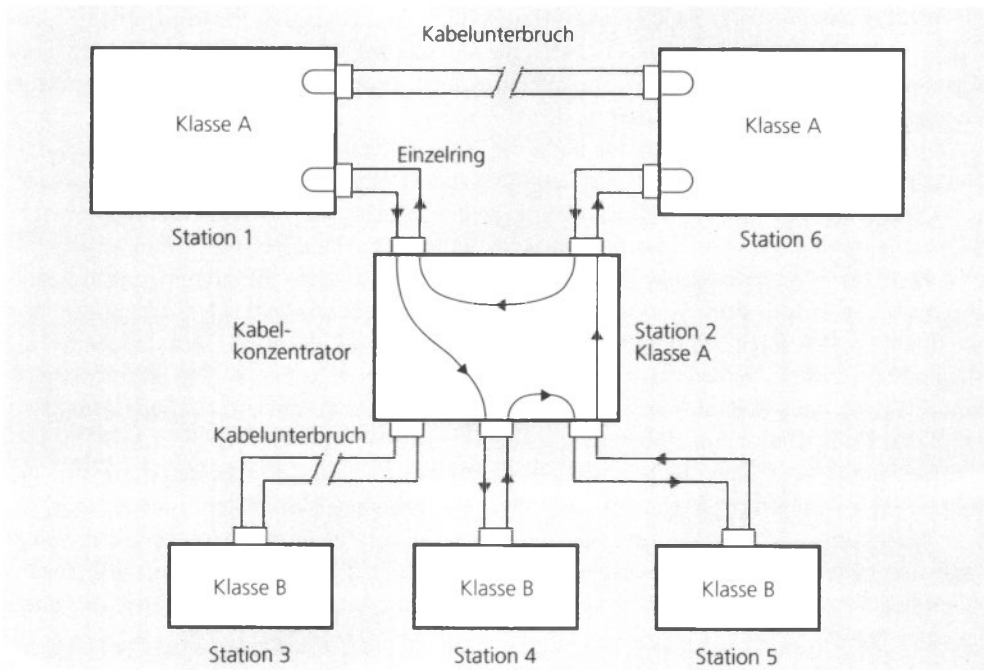 Kabelunterbruch
Klasse A
Klasse A
Einzelring
Station 1
Station 6
Kabel-
konzentrator
Station 2
Klasse A
Kabelunterbruch
Klasse B
Klasse B
Klasse B
Station 3
Station 4
Station 5